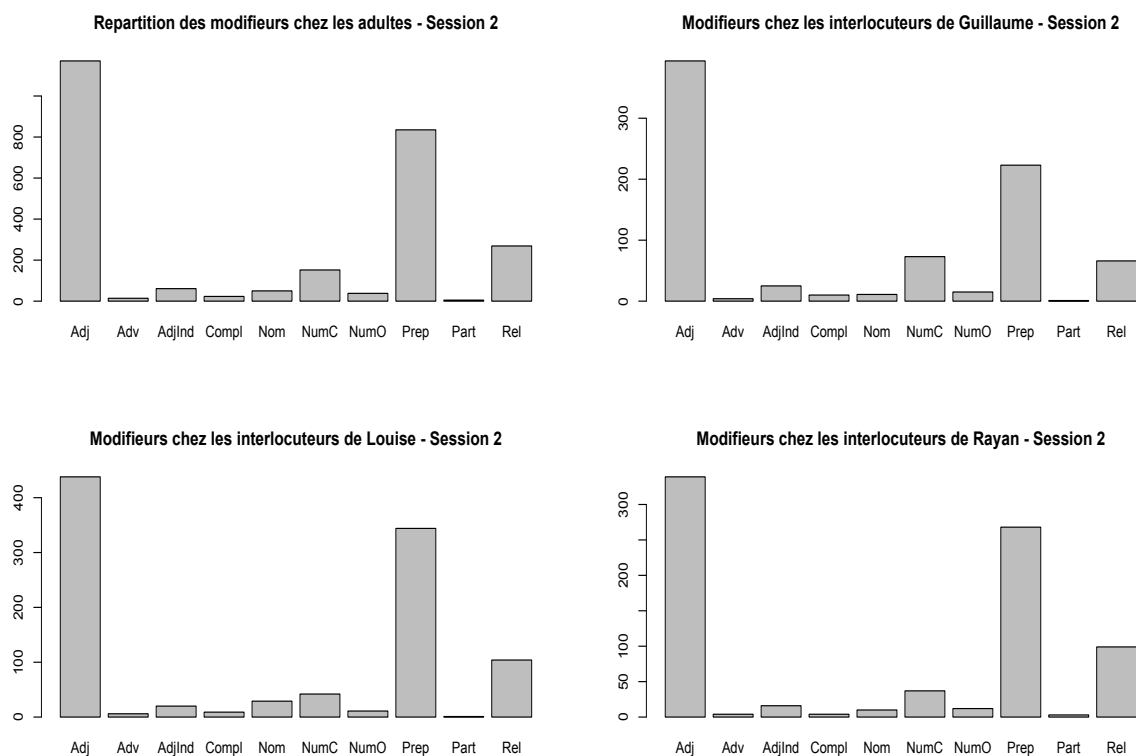 Repartition des modifieurs chez les adultes - Session 2
0 200 400 600 800
Adj Adv AdjInd Compl Nom NumC NumO Prep Part Rel
Modifieurs chez les interlocuteurs de Guillaume - Session 2
0 100 200 300
Adj Adv AdjInd Compl Nom NumC NumO Prep Part Rel
Modifieurs chez les interlocuteurs de Louise - Session 2
0 100 200 300 400
Adj Adv AdjInd Compl Nom NumC NumO Prep Part Rel
Modifieurs chez les interlocuteurs de Rayan - Session 2
0 50 100 200 300
Adj Adv AdjInd Compl Nom NumC NumO Prep Part Rel